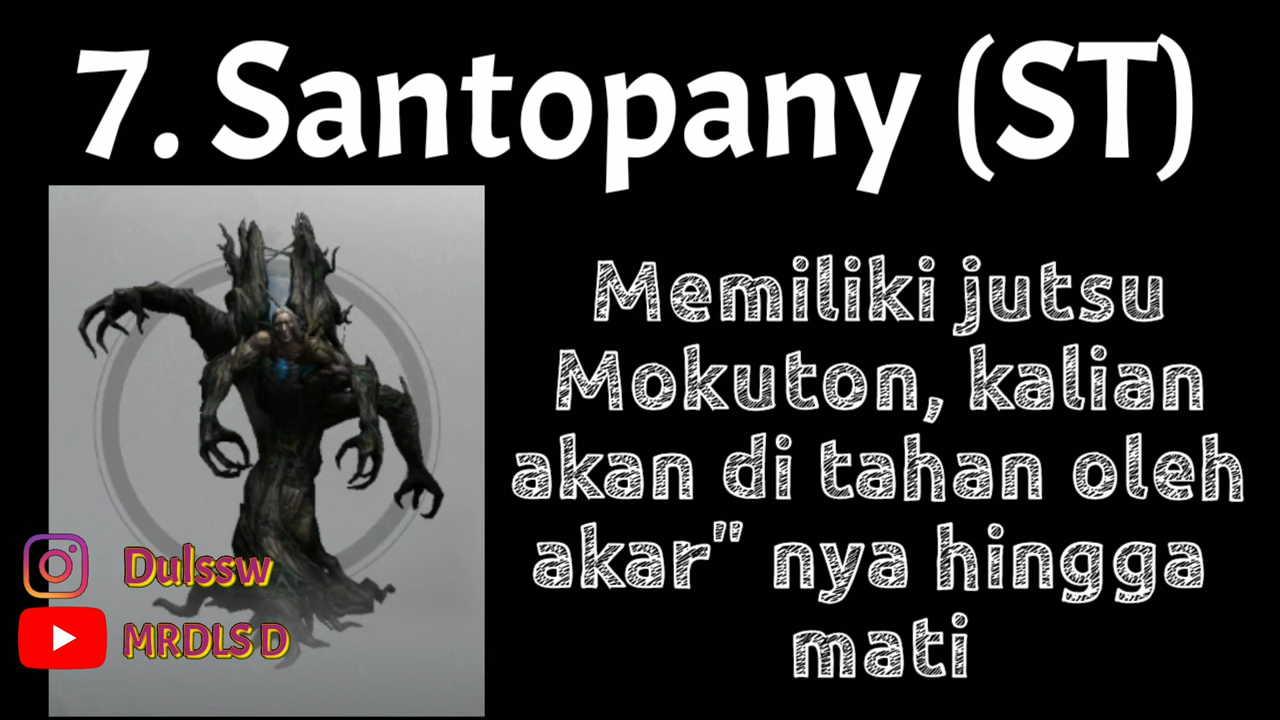 7. Santopany (ST)
Memiliki jutsu
Mokuton, kalian
akan di tahan oleh
akar" nya hingga
mati
Dulssw
MRDLS D